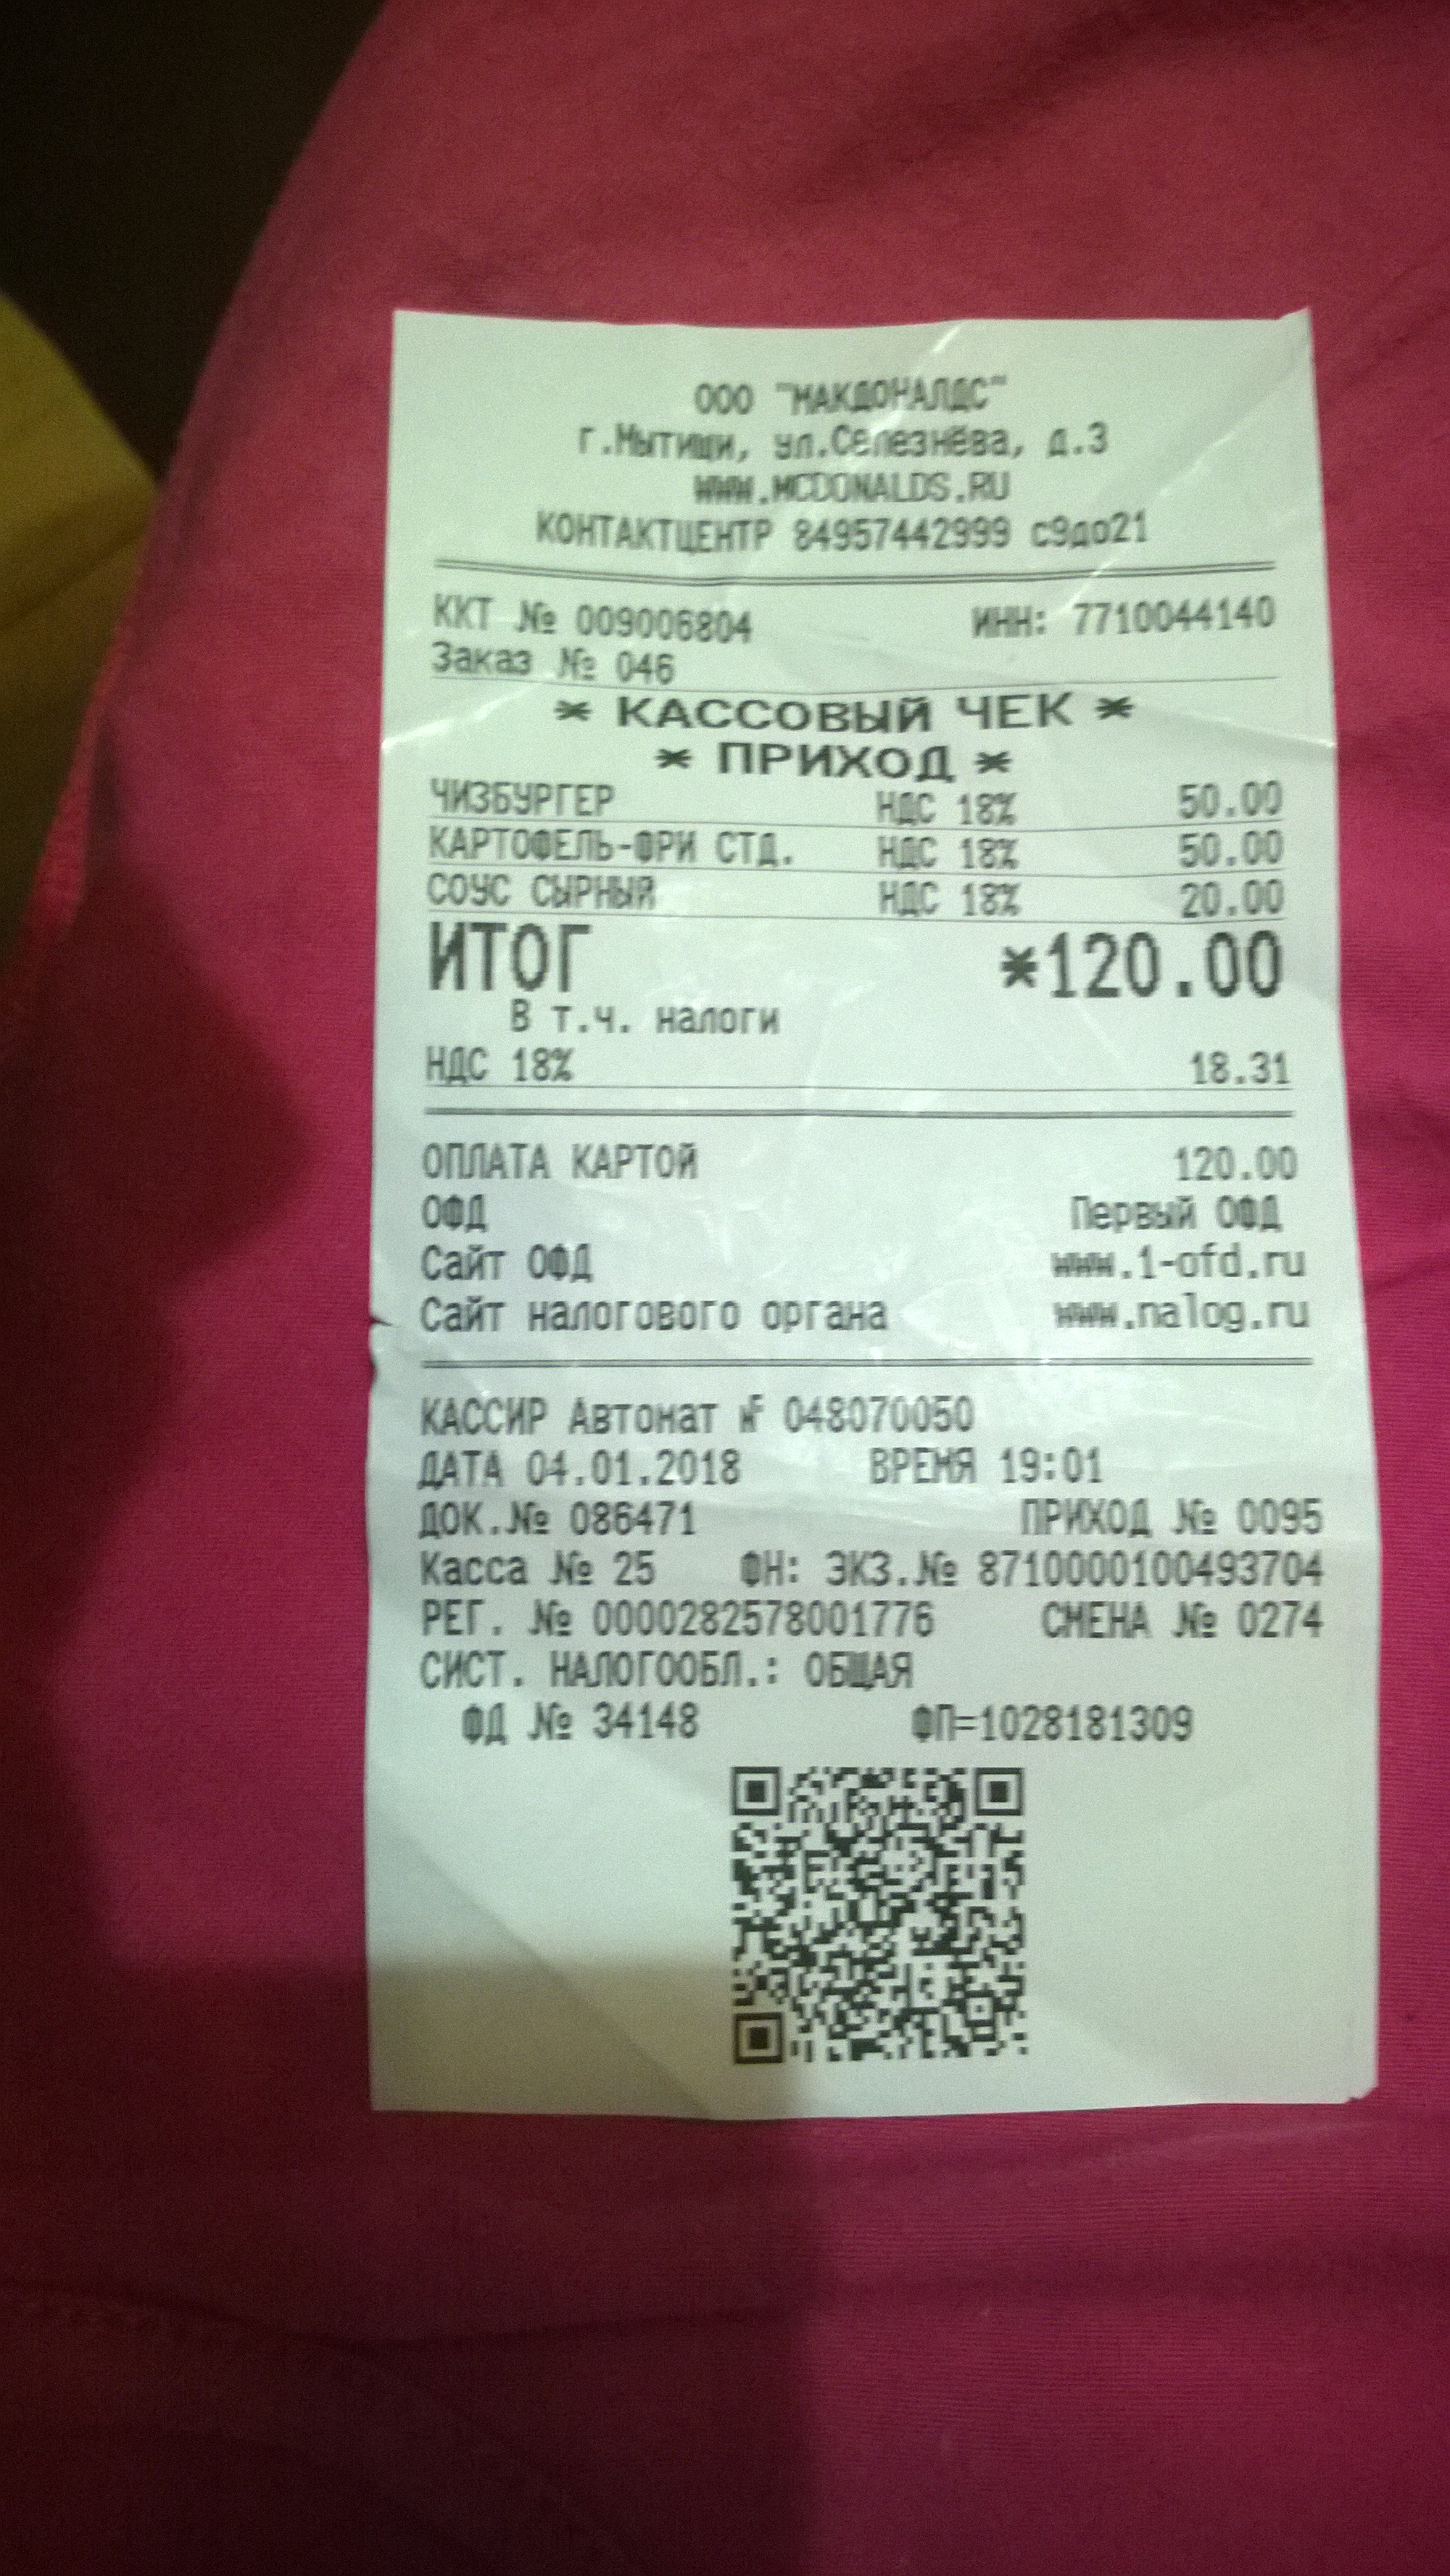 ООО "МАКДОНАЛДС"
г.Мытищи, ул.Селезнёва, д.3
WWW.MCDONALDS.RU
КОНТАКТЦЕНТР 84957442999 с9до21
ККТ № 009006804 ИНН: 7710044140
Заказ № 046
* КАССОВЫЙ ЧЕК *
* ПРИХОД *
ЧИЗБУРГЕР НДС 18% 50.00
КАРТОФЕЛЬ-ФРИ СТД. НДС 18% 50.00
СОУС СЫРНЫЙ НДС 18% 20.00
ИТОГ *120.00
В т.ч. налоги
НДС 18% 18.31
ОПЛАТА КАРТОЙ 120.00
ОФД Первый ОФД
Сайт ОФД www.1-ofd.ru
Сайт налогового органа www.nalog.ru
КАССИР Автомат № 048070050
ДАТА 04.01.2018 ВРЕМЯ 19:01
ДОК.№ 086471 ПРИХОД № 0095
Касса № 25 ФН: ЭКЗ.№ 8710000100493704
РЕГ. № 0000282578001776 СМЕНА № 0274
СИСТ. НАЛОГООБЛ.: ОБЩАЯ
ФД № 34148 ФП=1028181309